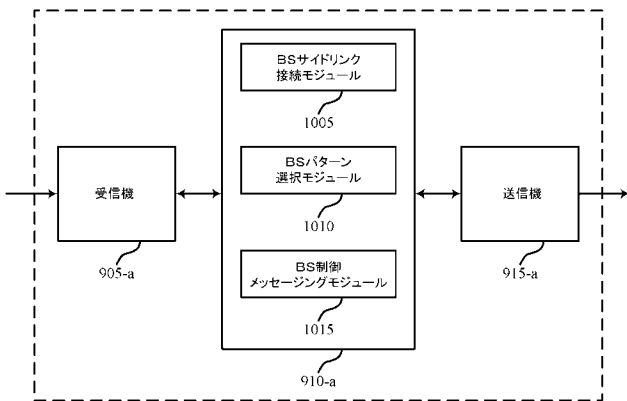 BSサイドリンク
接続モジュール
1005
受信機
905-a
BSパターン
選択モジュール
1010
送信機
915-a
BS制御
メッセージングモジュール
1015
910-a